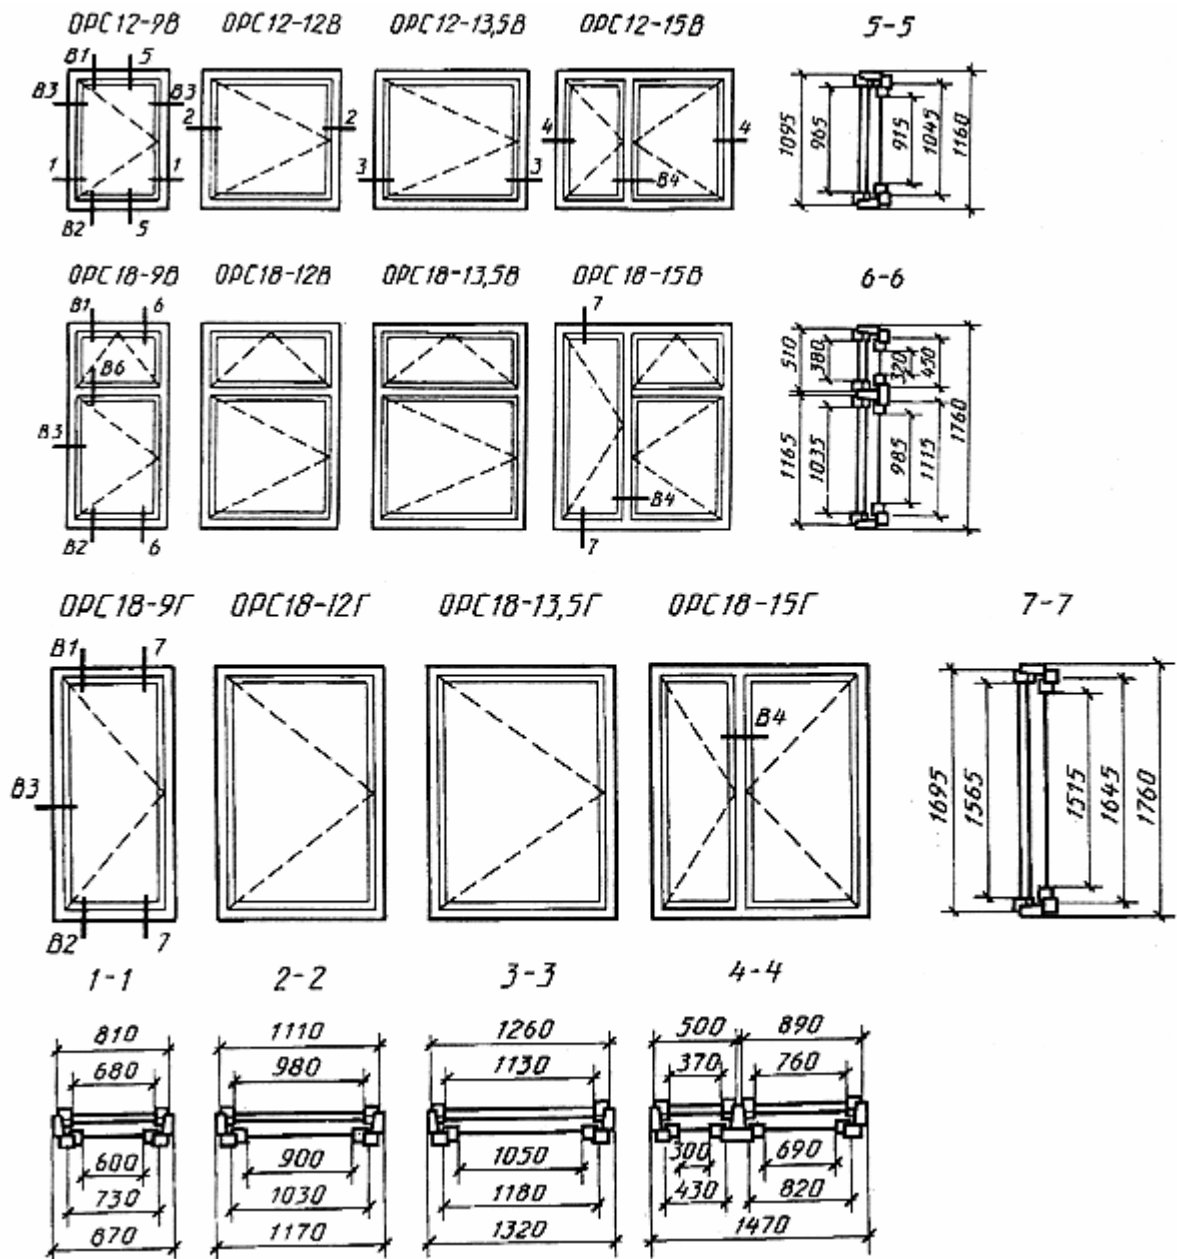 ОРС12-9В ОРС12-12В ОРС12-13,5В ОРС12-15В 5-5
В1 5
В3 В3
2 2
4 4
1 1
3 3
В4
В2 5
1095 965 915 1045 1160
ОРС18-9В ОРС18-12В ОРС18-13,5В ОРС18-15В 6-6
В1 6 7
В6
В3
В4
В2 6 7
510 380 320 450
1165 1035 985 1115 1760
ОРС18-9Г ОРС18-12Г ОРС18-13,5Г ОРС18-15Г 7-7
В1 7
В4
В3
В2 7
1695 1565 1515 1645 1760
1-1 2-2 3-3 4-4
810 1110 1260 500 890
680 980 1130 370 760
600 900 1050 300 690
730 1030 1180 430 820
670 1170 1320 1470